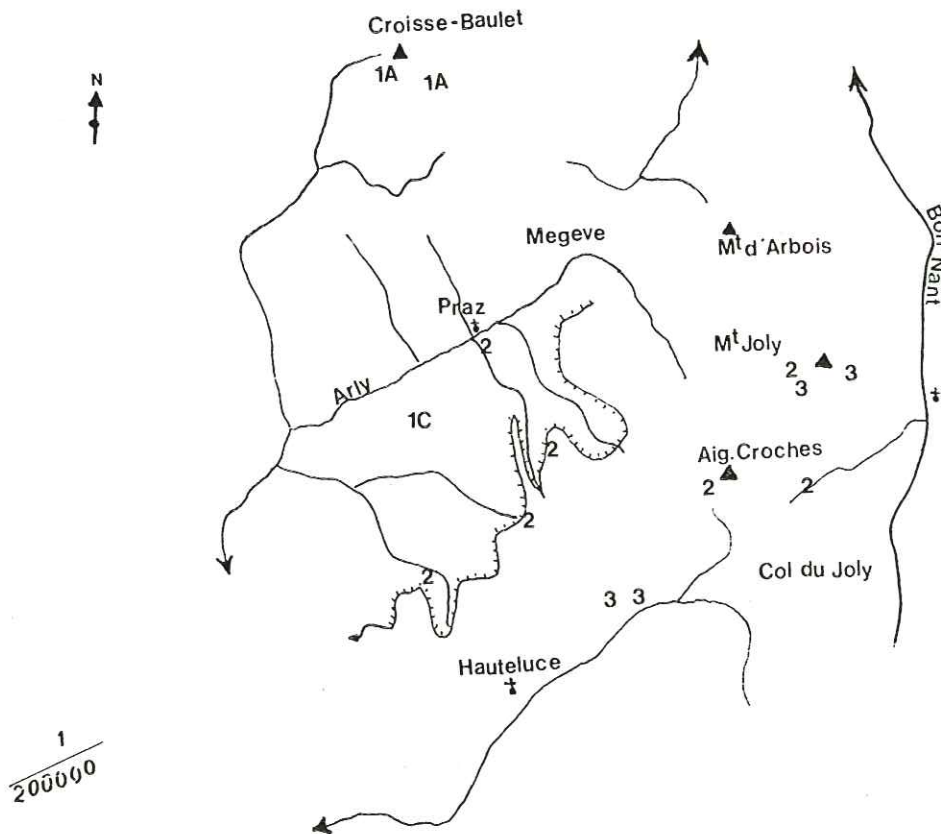 Croisse-Baulet
1A 1A
N
Megève
Mt d'Arbois
Bon Nant
Praz
2
Mt Joly
2 3
3
Arly
1C
Aig. Croches
2
2
2
2
2
Col du Joly
3 3
Hauteluce
1
200000